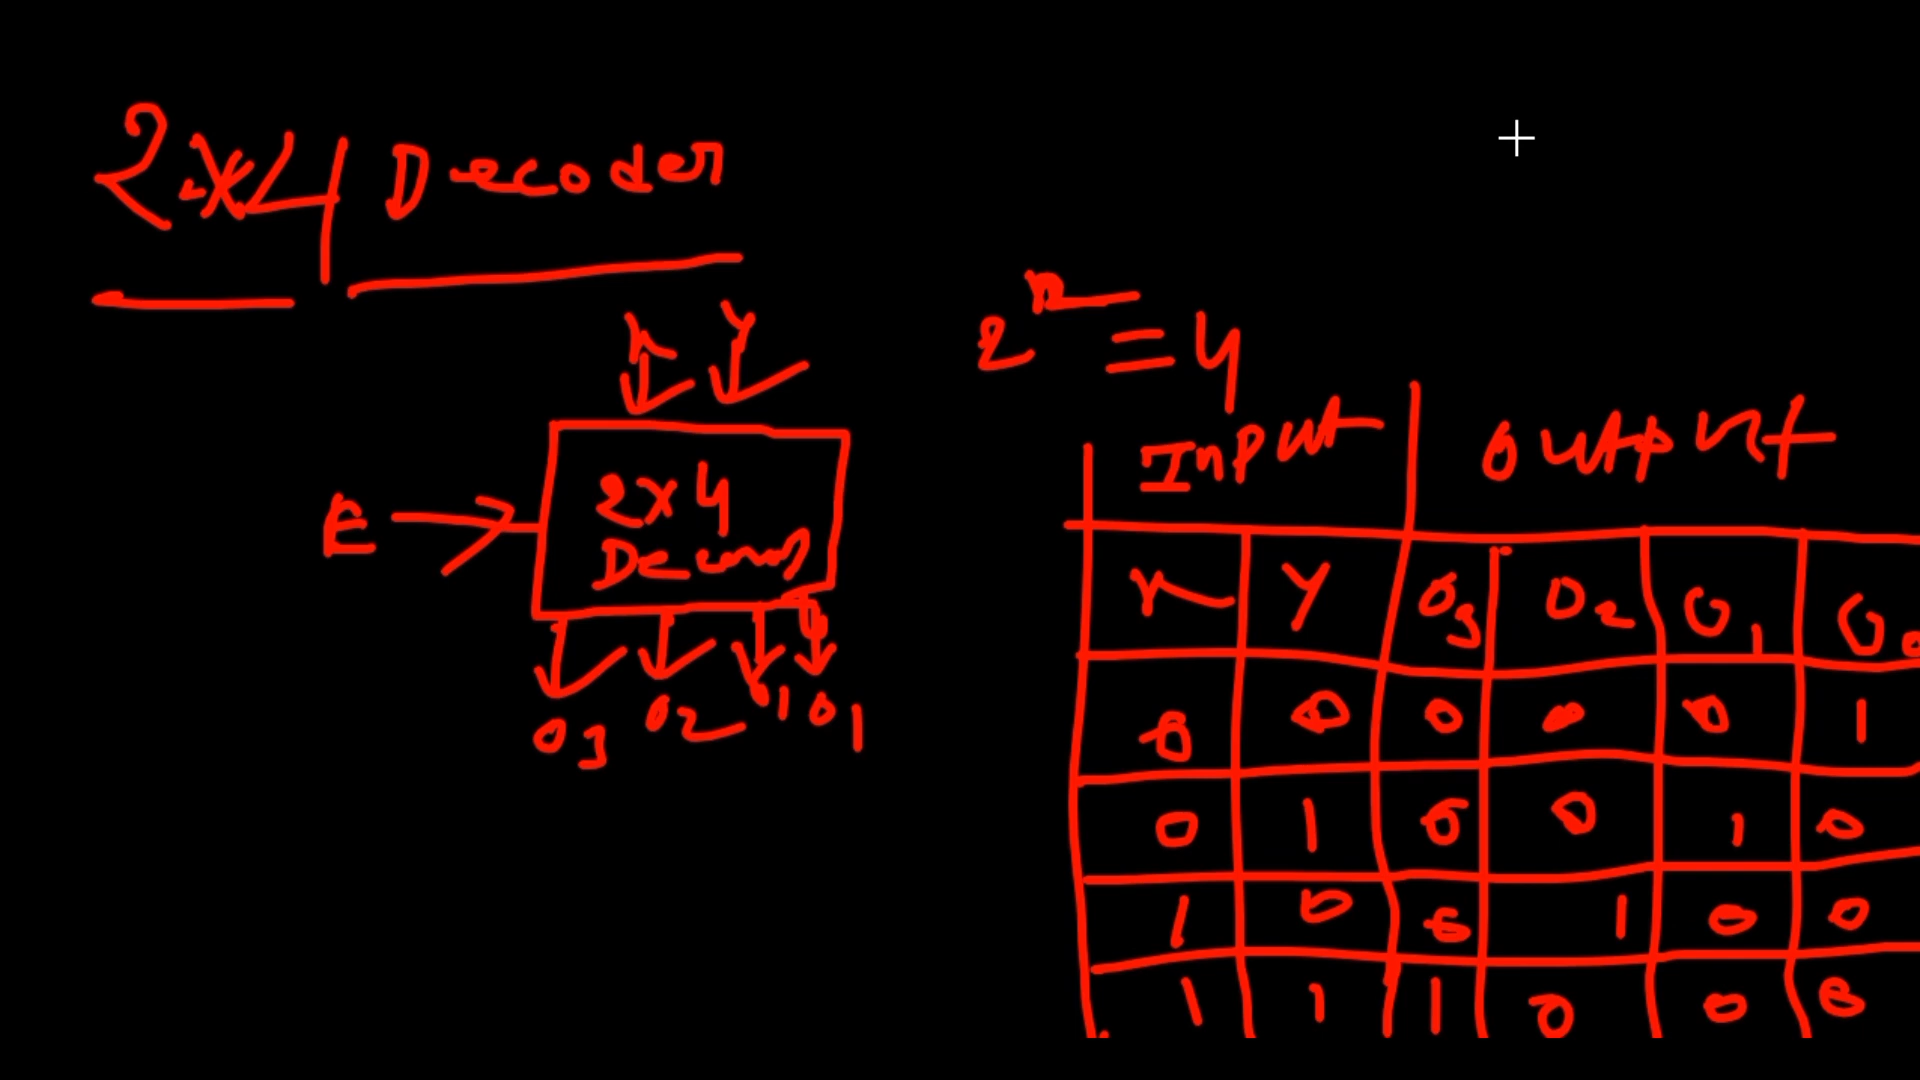 2x4 Decoder
2^n = 4
x Y
E
2x4
O3 O2 O1 O1
Input Output
x Y O3 O2 O1 O0
0 0 0 0 0 1
0 1 0 0 1 0
1 0 0 1 0 0
1 1 1 0 0 0